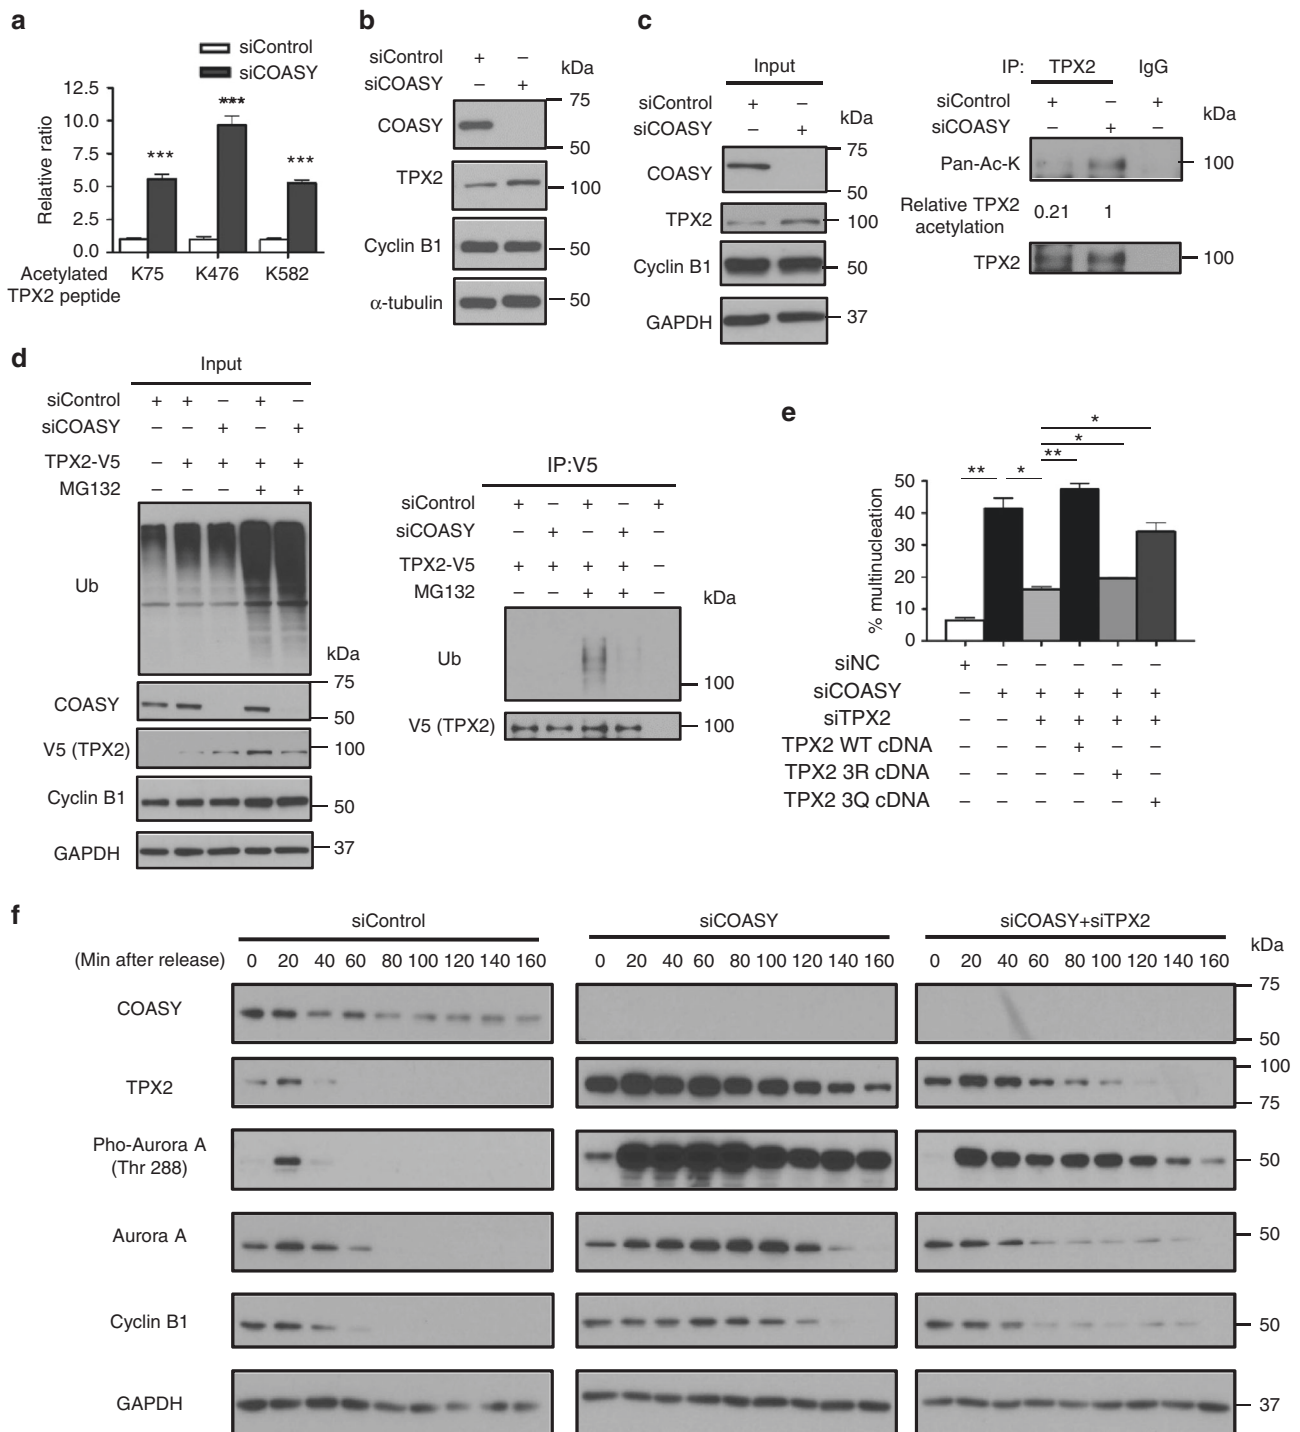 a
siControl
siCOASY
Relative ratio
12.5
10.0
7.5
5.0
2.5
0.0
*** *** ***
Acetylated TPX2 peptide
K75 K476 K582
b
siControl + –
siCOASY – +
kDa
COASY
75
50
TPX2
100
Cyclin B1
50
α-tubulin
50
c
Input
siControl + –
siCOASY – +
kDa
COASY
75
50
TPX2
100
Cyclin B1
50
GAPDH
37
IP: TPX2 IgG
siControl + – +
siCOASY – + –
kDa
Pan-Ac-K
100
Relative TPX2 acetylation
0.21 1
TPX2
100
d
Input
siControl + + – + –
siCOASY – – + – +
TPX2-V5 – + + + +
MG132 – – – + +
Ub
kDa
COASY
75
50
V5 (TPX2)
100
Cyclin B1
50
GAPDH
37
IP:V5
siControl + – + – +
siCOASY – + – + –
TPX2-V5 + + + + –
MG132 – – + + –
kDa
Ub
100
V5 (TPX2)
100
e
% multinucleation
50
40
30
20
10
0
** * ** * *
siNC + – – – – –
siCOASY – + + + + +
siTPX2 – – + + + +
TPX2 WT cDNA – – – + – –
TPX2 3R cDNA – – – – + –
TPX2 3Q cDNA – – – – – +
f
siControl siCOASY siCOASY+siTPX2
(Min after release) 0 20 40 60 80 100 120 140 160 0 20 40 60 80 100 120 140 160 0 20 40 60 80 100 120 140 160
kDa
COASY
75
50
TPX2
100
75
Pho-Aurora A
(Thr 288)
50
Aurora A
50
Cyclin B1
50
GAPDH
37